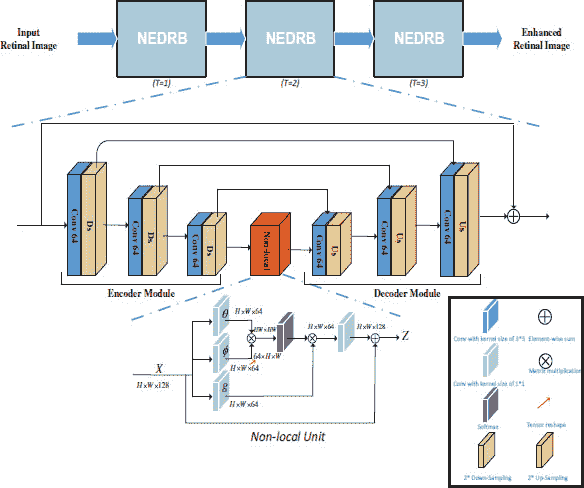 Input
Retinal Image
NEDRB
NEDRB
NEDRB
Enhanced
Retinal Image
(T=1)
(T=2)
(T=3)
Conv 64
Ds
Conv 64
Ds
Conv 64
Ds
Non-local
Conv 64
Us
Conv 64
Us
Conv 64
Us
Encoder Module
Decoder Module
θ
H×W×64
HW×HW
H×W×64
H×W×128
Z
ϕ
64×H×W
H×W×64
X
H×W×128
g
H×W×64
Non-local Unit
Conv with kernel size of 3*3
Element-wise sum
Conv with kernel size of 1*1
Metrix multiplication
Softmax
Tensor reshape
2* Down-Sampling
2* Up-Sampling